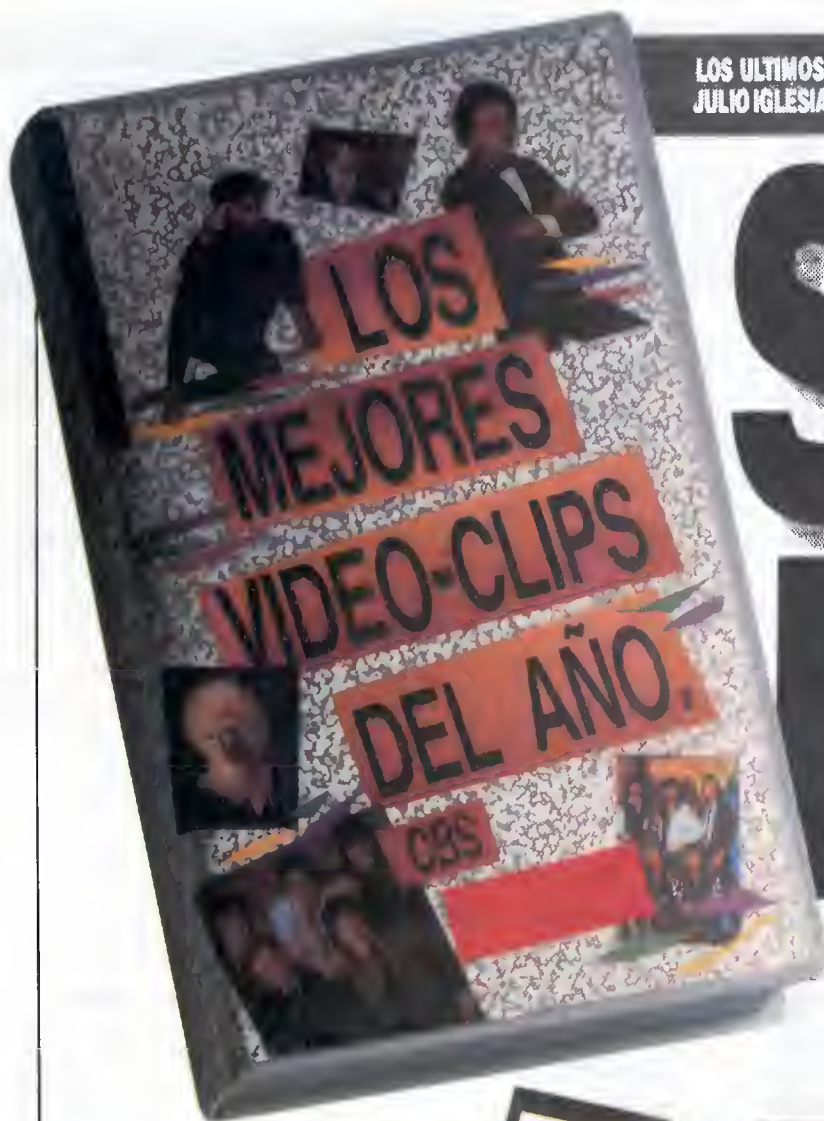 LOS ULTIMOS
JULIO IGLESIA
S
LOS
MEJORES
VIDEO-CLIPS
DEL AÑO.
CBS